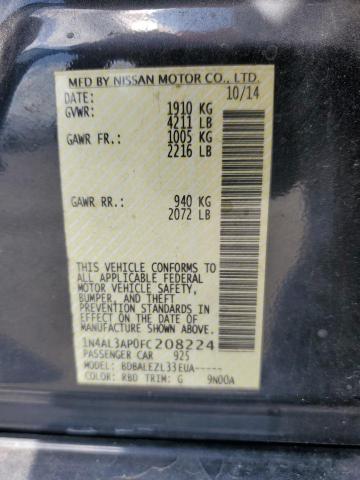 MFD BY NISSAN MOTOR CO., LTD.
DATE: 10/14
GVWR: 1910 KG
4211 LB
GAWR FR.: 1005 KG
2216 LB
GAWR RR.: 940 KG
2072 LB
THIS VEHICLE CONFORMS TO
ALL APPLICABLE FEDERAL
MOTOR VEHICLE SAFETY,
BUMPER, AND THEFT
PREVENTION STANDARDS
IN EFFECT ON THE DATE OF
MANUFACTURE SHOWN ABOVE.
1N4AL3AP0FC208224
PASSENGER CAR 925
MODEL: BDBALEZL33EUA-----
COLOR: RBD TRIM: G 9N00A